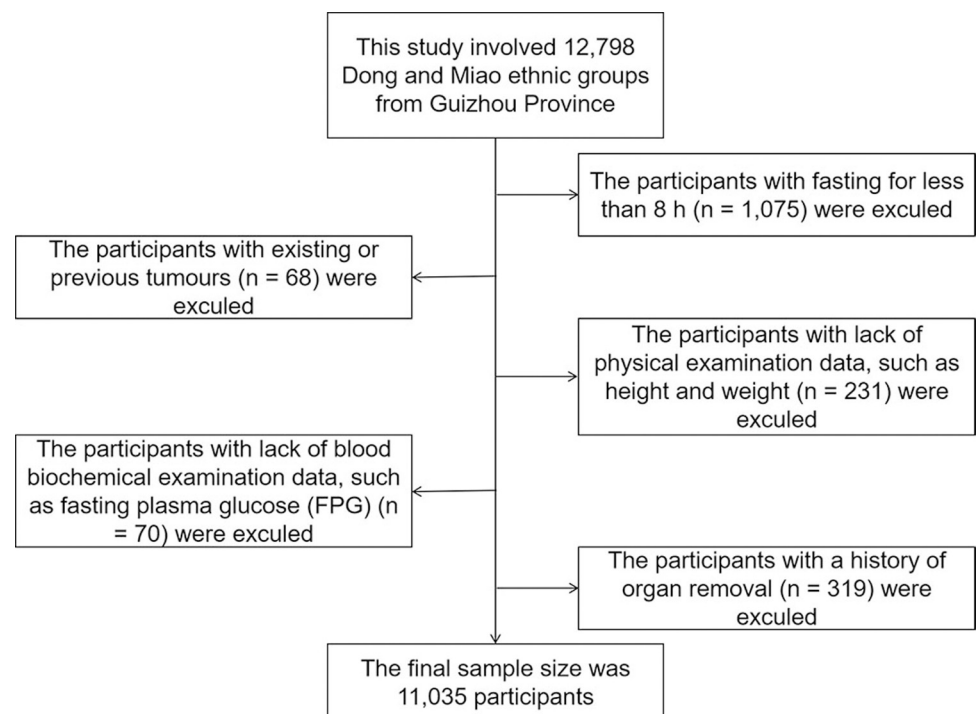 This study involved 12,798
Dong and Miao ethnic groups
from Guizhou Province
The participants with fasting for less
than 8 h (n = 1,075) were exculed
The participants with existing or
previous tumours (n = 68) were
exculed
The participants with lack of
physical examination data, such as
height and weight (n = 231) were
exculed
The participants with lack of blood
biochemical examination data, such
as fasting plasma glucose (FPG) (n
= 70) were exculed
The participants with a history of
organ removal (n = 319) were
exculed
The final sample size was
11,035 participants